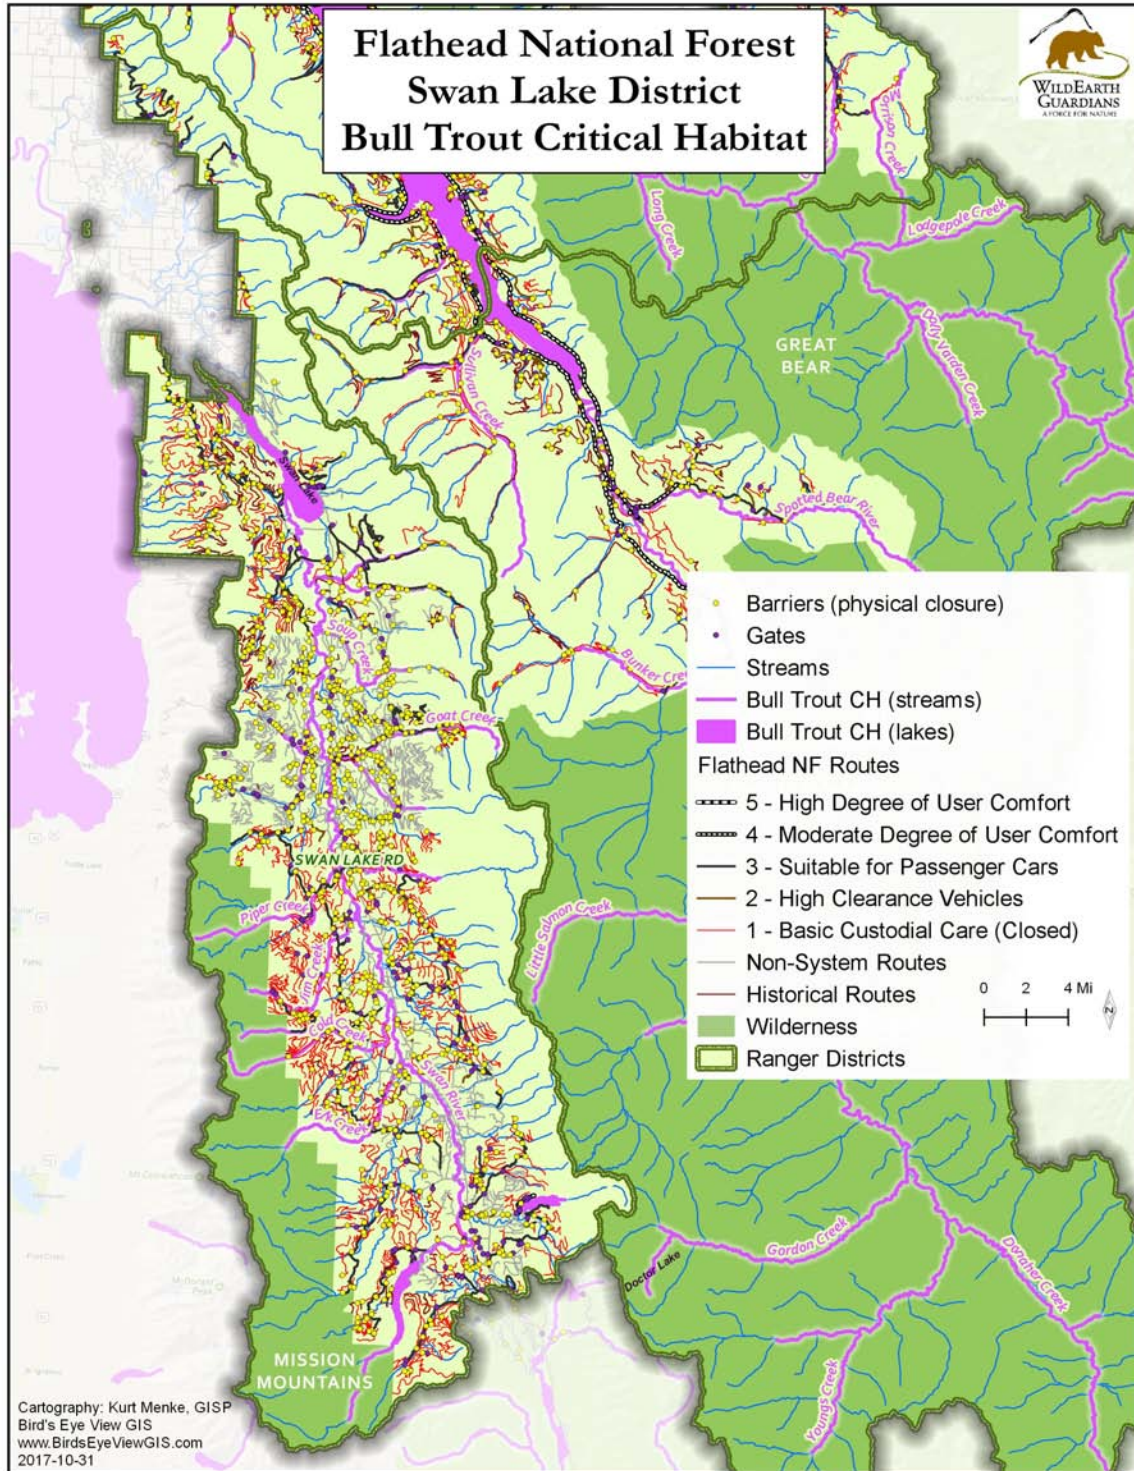 Flathead National Forest
Swan Lake District
Bull Trout Critical Habitat
WILDEARTH
GUARDIANS
A FORCE FOR NATURE
Morrison Creek
Long Creek
Lodgepole Creek
Dolly Varden Creek
GREAT
BEAR
Sullivan Creek
Swan Lake
Spotted Bear River
Soup Creek
Bunker Cre
Goat Creek
SWAN LAKE RD
Piper Creek
Jim Creek
Cold Creek
Swan River
Elk Creek
Little Salmon Creek
Barriers (physical closure)
Gates
Streams
Bull Trout CH (streams)
Bull Trout CH (lakes)
Flathead NF Routes
5 - High Degree of User Comfort
4 - Moderate Degree of User Comfort
3 - Suitable for Passenger Cars
2 - High Clearance Vehicles
1 - Basic Custodial Care (Closed)
Non-System Routes
Historical Routes
Wilderness
Ranger Districts
0 2 4 Mi
N
Gordon Creek
Doctor Lake
Danaher Creek
Youngs Creek
MISSION
MOUNTAINS
Cartography: Kurt Menke, GISP
Bird's Eye View GIS
www.BirdsEyeViewGIS.com
2017-10-31